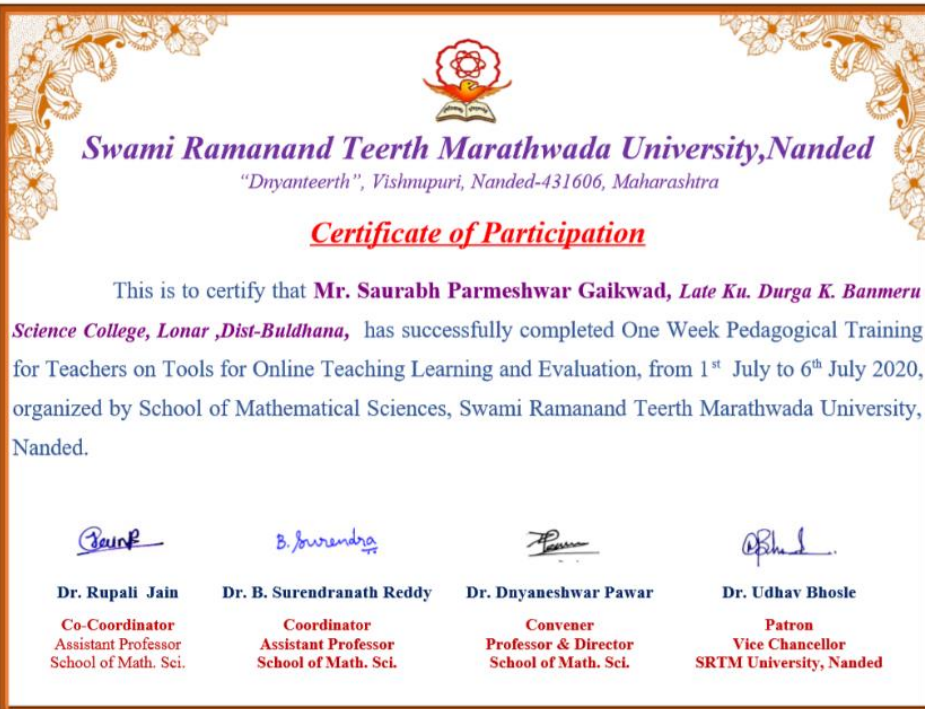 Swami Ramanand Teerth Marathwada University,Nanded
“Dnyanteerth”, Vishnupuri, Nanded-431606, Maharashtra
Certificate of Participation
This is to certify that Mr. Saurabh Parmeshwar Gaikwad, Late Ku. Durga K. Banmeru
Science College, Lonar ,Dist-Buldhana, has successfully completed One Week Pedagogical Training
for Teachers on Tools for Online Teaching Learning and Evaluation, from 1st July to 6th July 2020,
organized by School of Mathematical Sciences, Swami Ramanand Teerth Marathwada University,
Nanded.
B. Surendra
Dr. Rupali Jain
Co-Coordinator
Assistant Professor
School of Math. Sci.
Dr. B. Surendranath Reddy
Coordinator
Assistant Professor
School of Math. Sci.
Dr. Dnyaneshwar Pawar
Convener
Professor & Director
School of Math. Sci.
Dr. Udhav Bhosle
Patron
Vice Chancellor
SRTM University, Nanded